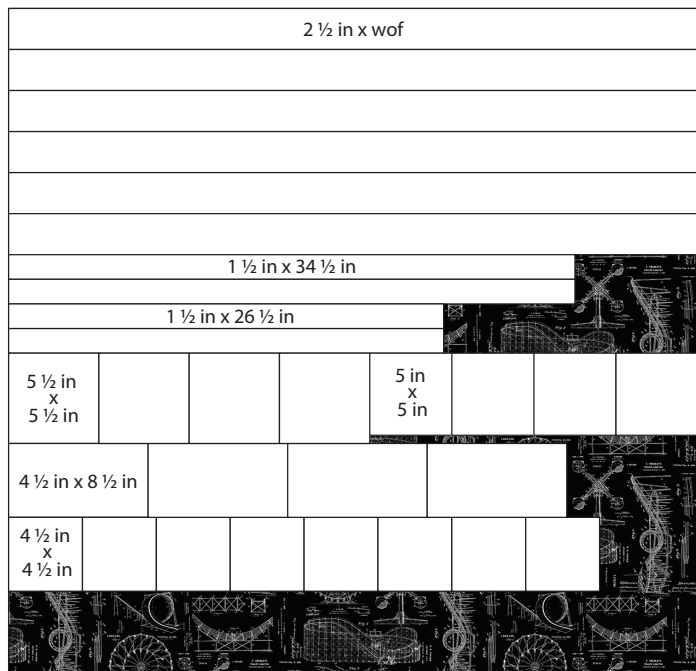 2 ½ in x wof
1 ½ in x 34 ½ in
1 ½ in x 26 ½ in
5 ½ in
x
5 ½ in
5 in
x
5 in
4 ½ in x 8 ½ in
4 ½ in
x
4 ½ in